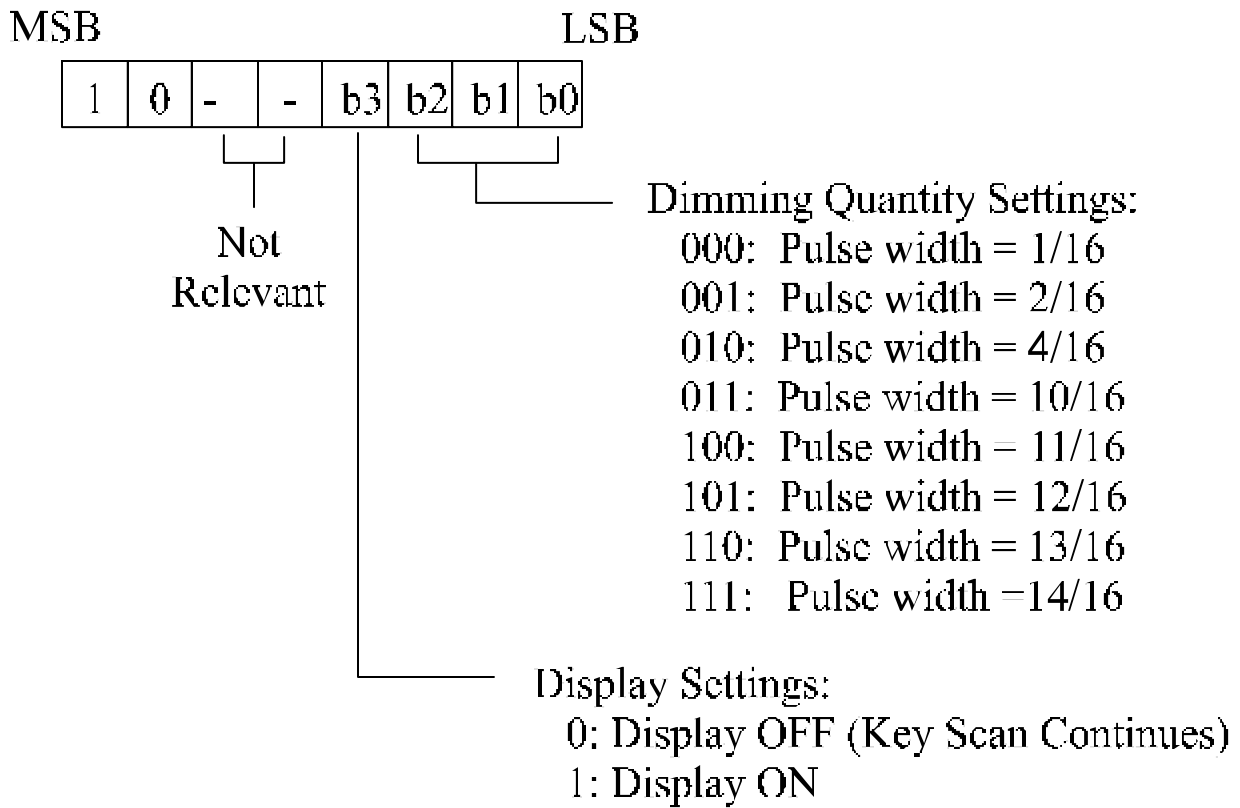 MSB LSB
1 0 - - b3 b2 b1 b0
Not
Relevant
Dimming Quantity Settings:
000: Pulse width = 1/16
001: Pulse width = 2/16
010: Pulse width = 4/16
011: Pulse width = 10/16
100: Pulse width = 11/16
101: Pulse width = 12/16
110: Pulse width = 13/16
111: Pulse width =14/16
Display Settings:
0: Display OFF (Key Scan Continues)
1: Display ON